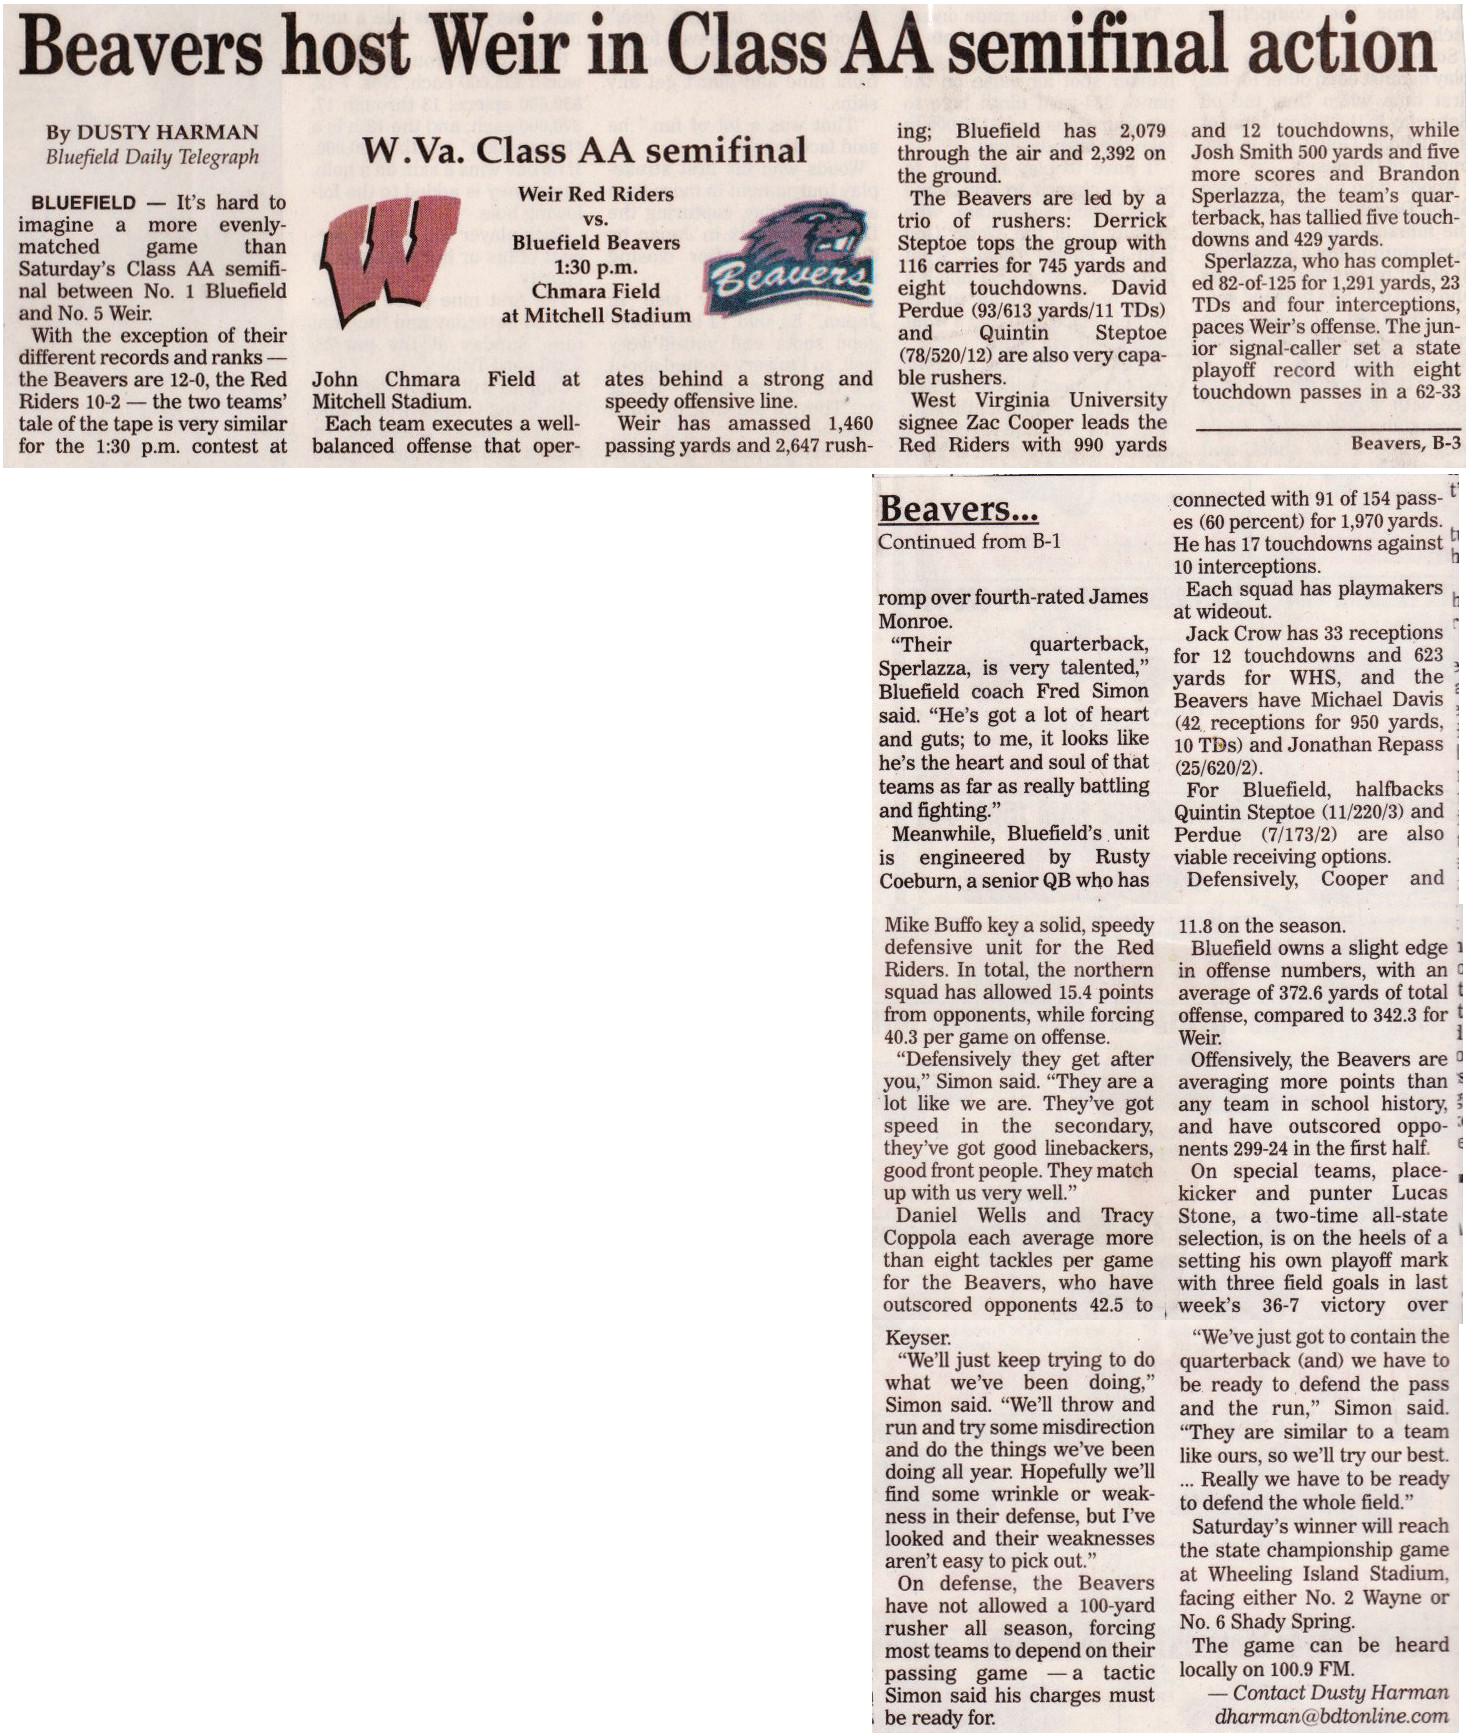 Beavers host Weir in Class AA semifinal action
By DUSTY HARMAN
Bluefield Daily Telegraph
BLUEFIELD — It's hard to
imagine a more evenly-
matched game than
Saturday's Class AA semifi-
nal between No. 1 Bluefield
and No. 5 Weir.
With the exception of their
different records and ranks —
the Beavers are 12-0, the Red
Riders 10-2 — the two teams'
tale of the tape is very similar
for the 1:30 p.m. contest at
W.Va. Class AA semifinal
W
Weir Red Riders
vs.
Bluefield Beavers
1:30 p.m.
Chmara Field
at Mitchell Stadium
Beavers
John Chmara Field at
Mitchell Stadium.
Each team executes a well-
balanced offense that oper-
ates behind a strong and
speedy offensive line.
Weir has amassed 1,460
passing yards and 2,647 rush-
ing; Bluefield has 2,079
through the air and 2,392 on
the ground.
The Beavers are led by a
trio of rushers: Derrick
Steptoe tops the group with
116 carries for 745 yards and
eight touchdowns. David
Perdue (93/613 yards/11 TDs)
and Quintin Steptoe
(78/520/12) are also very capa-
ble rushers.
West Virginia University
signee Zac Cooper leads the
Red Riders with 990 yards
and 12 touchdowns, while
Josh Smith 500 yards and five
more scores and Brandon
Sperlazza, the team's quar-
terback, has tallied five touch-
downs and 429 yards.
Sperlazza, who has complet-
ed 82-of-125 for 1,291 yards, 23
TDs and four interceptions,
paces Weir's offense. The jun-
ior signal-caller set a state
playoff record with eight
touchdown passes in a 62-33
Beavers, B-3
Beavers...
Continued from B-1
romp over fourth-rated James
Monroe.
“Their quarterback,
Sperlazza, is very talented,”
Bluefield coach Fred Simon
said. “He's got a lot of heart
and guts; to me, it looks like
he's the heart and soul of that
teams as far as really battling
and fighting.”
Meanwhile, Bluefield's unit
is engineered by Rusty
Coeburn, a senior QB who has
connected with 91 of 154 pass-
es (60 percent) for 1,970 yards.
He has 17 touchdowns against
10 interceptions.
Each squad has playmakers
at wideout.
Jack Crow has 33 receptions
for 12 touchdowns and 623
yards for WHS, and the
Beavers have Michael Davis
(42 receptions for 950 yards,
10 TDs) and Jonathan Repass
(25/620/2).
For Bluefield, halfbacks
Quintin Steptoe (11/220/3) and
Perdue (7/173/2) are also
viable receiving options.
Defensively, Cooper and
Mike Buffo key a solid, speedy
defensive unit for the Red
Riders. In total, the northern
squad has allowed 15.4 points
from opponents, while forcing
40.3 per game on offense.
“Defensively they get after
you,” Simon said. “They are a
lot like we are. They've got
speed in the secondary,
they've got good linebackers,
good front people. They match
up with us very well.”
Daniel Wells and Tracy
Coppola each average more
than eight tackles per game
for the Beavers, who have
outscored opponents 42.5 to
11.8 on the season.
Bluefield owns a slight edge
in offense numbers, with an
average of 372.6 yards of total
offense, compared to 342.3 for
Weir.
Offensively, the Beavers are
averaging more points than
any team in school history,
and have outscored oppo-
nents 299-24 in the first half.
On special teams, place-
kicker and punter Lucas
Stone, a two-time all-state
selection, is on the heels of a
setting his own playoff mark
with three field goals in last
week's 36-7 victory over
Keyser.
“We'll just keep trying to do
what we've been doing,”
Simon said. “We'll throw and
run and try some misdirection
and do the things we've been
doing all year. Hopefully we'll
find some wrinkle or weak-
ness in their defense, but I've
looked and their weaknesses
aren't easy to pick out.”
On defense, the Beavers
have not allowed a 100-yard
rusher all season, forcing
most teams to depend on their
passing game — a tactic
Simon said his charges must
be ready for.
“We've just got to contain the
quarterback (and) we have to
be ready to defend the pass
and the run,” Simon said.
“They are similar to a team
like ours, so we'll try our best.
... Really we have to be ready
to defend the whole field.”
Saturday's winner will reach
the state championship game
at Wheeling Island Stadium,
facing either No. 2 Wayne or
No. 6 Shady Spring.
The game can be heard
locally on 100.9 FM.
— Contact Dusty Harman
dharman@bdtonline.com